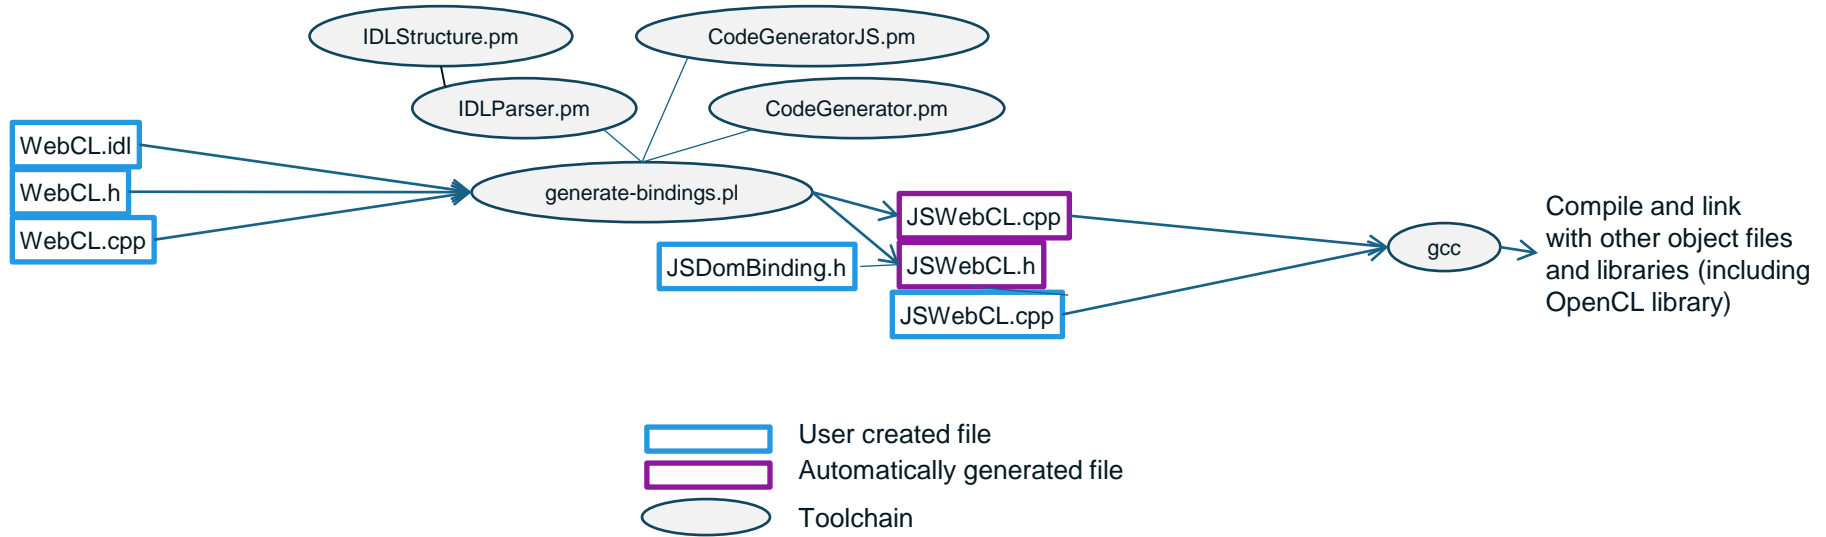 IDLStructure.pm
CodeGeneratorJS.pm
IDLParser.pm
CodeGenerator.pm
WebCL.idl
WebCL.h
WebCL.cpp
generate-bindings.pl
JSWebCL.cpp
JSDomBinding.h
JSWebCL.h
JSWebCL.cpp
gcc
Compile and link
with other object files
and libraries (including
OpenCL library)
User created file
Automatically generated file
Toolchain